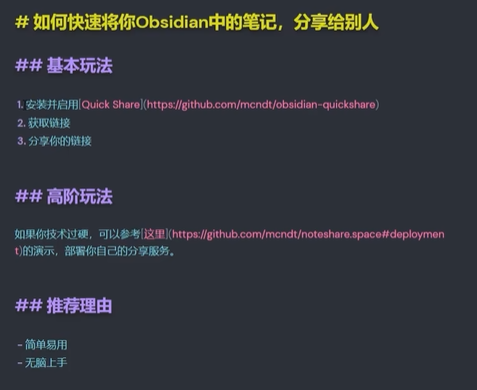 # 如何快速将你Obsidian中的笔记，分享给别人
## 基本玩法
1. 安装并启用[Quick Share](https://github.com/mcndt/obsidian-quickshare)
2. 获取链接
3. 分享你的链接
## 高阶玩法
如果你技术过硬，可以参考[这里](https://github.com/mcndt/noteshare.space#deploymen
t)的演示，部署你自己的分享服务。
## 推荐理由
- 简单易用
- 无脑上手